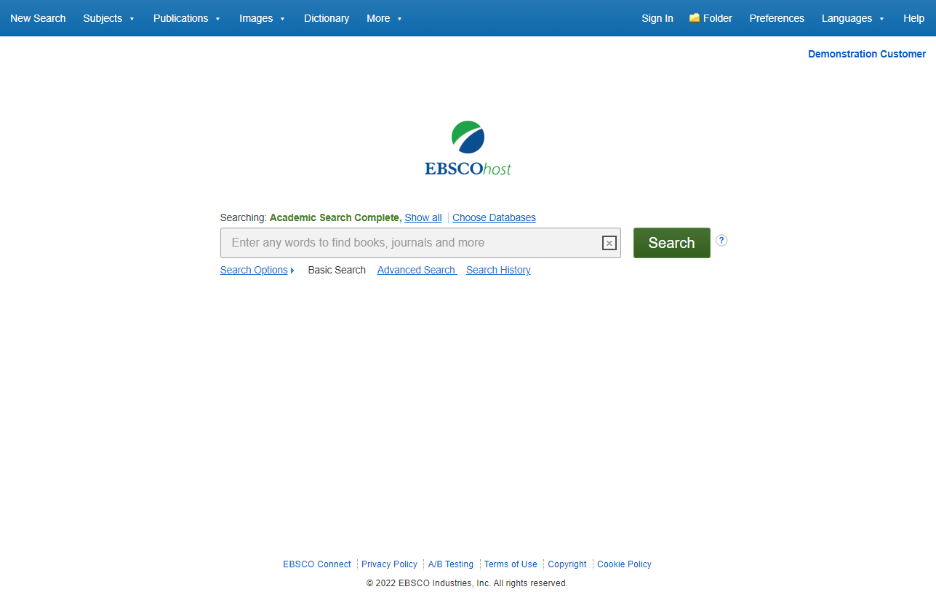 New Search Subjects Publications Images Dictionary More Sign In Folder Preferences Languages Help
Demonstration Customer
EBSCOhost
Searching: Academic Search Complete, Show all Choose Databases
Enter any words to find books, journals and more Search ?
Search Options Basic Search Advanced Search Search History
EBSCO Connect Privacy Policy A/B Testing Terms of Use Copyright Cookie Policy
© 2022 EBSCO Industries, Inc. All rights reserved.